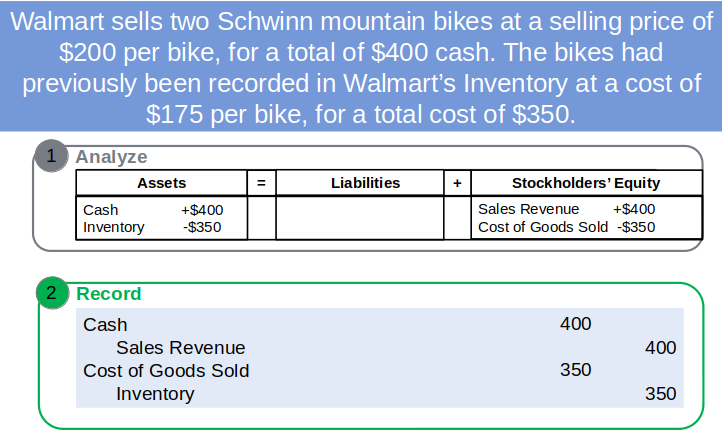 Walmart sells two Schwinn mountain bikes at a selling price of
$200 per bike, for a total of $400 cash. The bikes had
previously been recorded in Walmart’s Inventory at a cost of
$175 per bike, for a total cost of $350.
1 Analyze
Assets = Liabilities + Stockholders’ Equity
Cash +$400 Sales Revenue +$400
Inventory -$350 Cost of Goods Sold -$350
2 Record
Cash 400
Sales Revenue 400
Cost of Goods Sold 350
Inventory 350